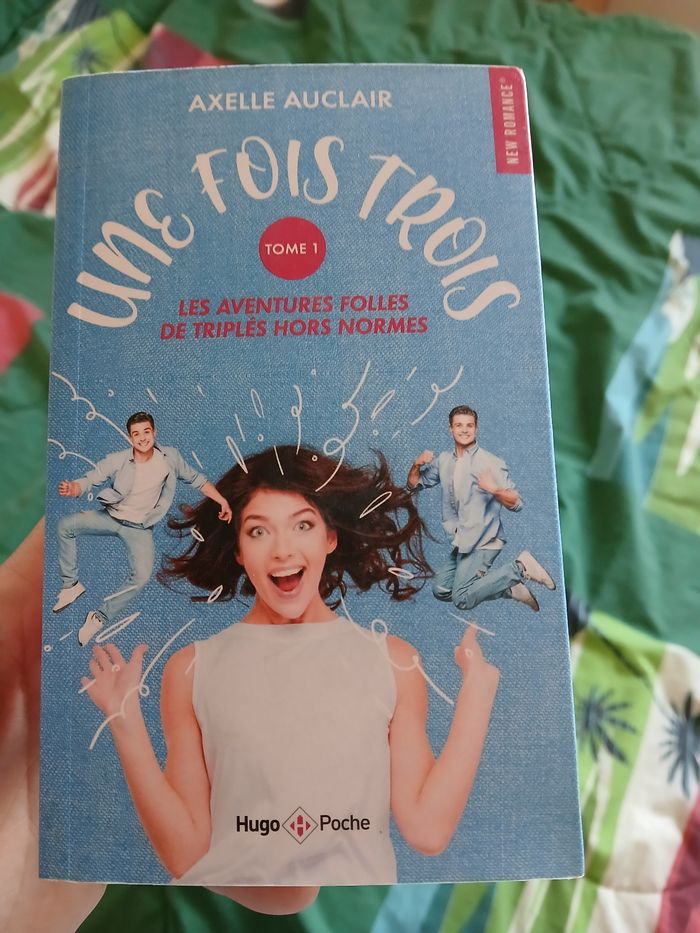 AXELLE AUCLAIR
NEW ROMANCE®
UNE FOIS TROIS
TOME 1
LES AVENTURES FOLLES
DE TRIPLÉS HORS NORMES
Hugo H Poche